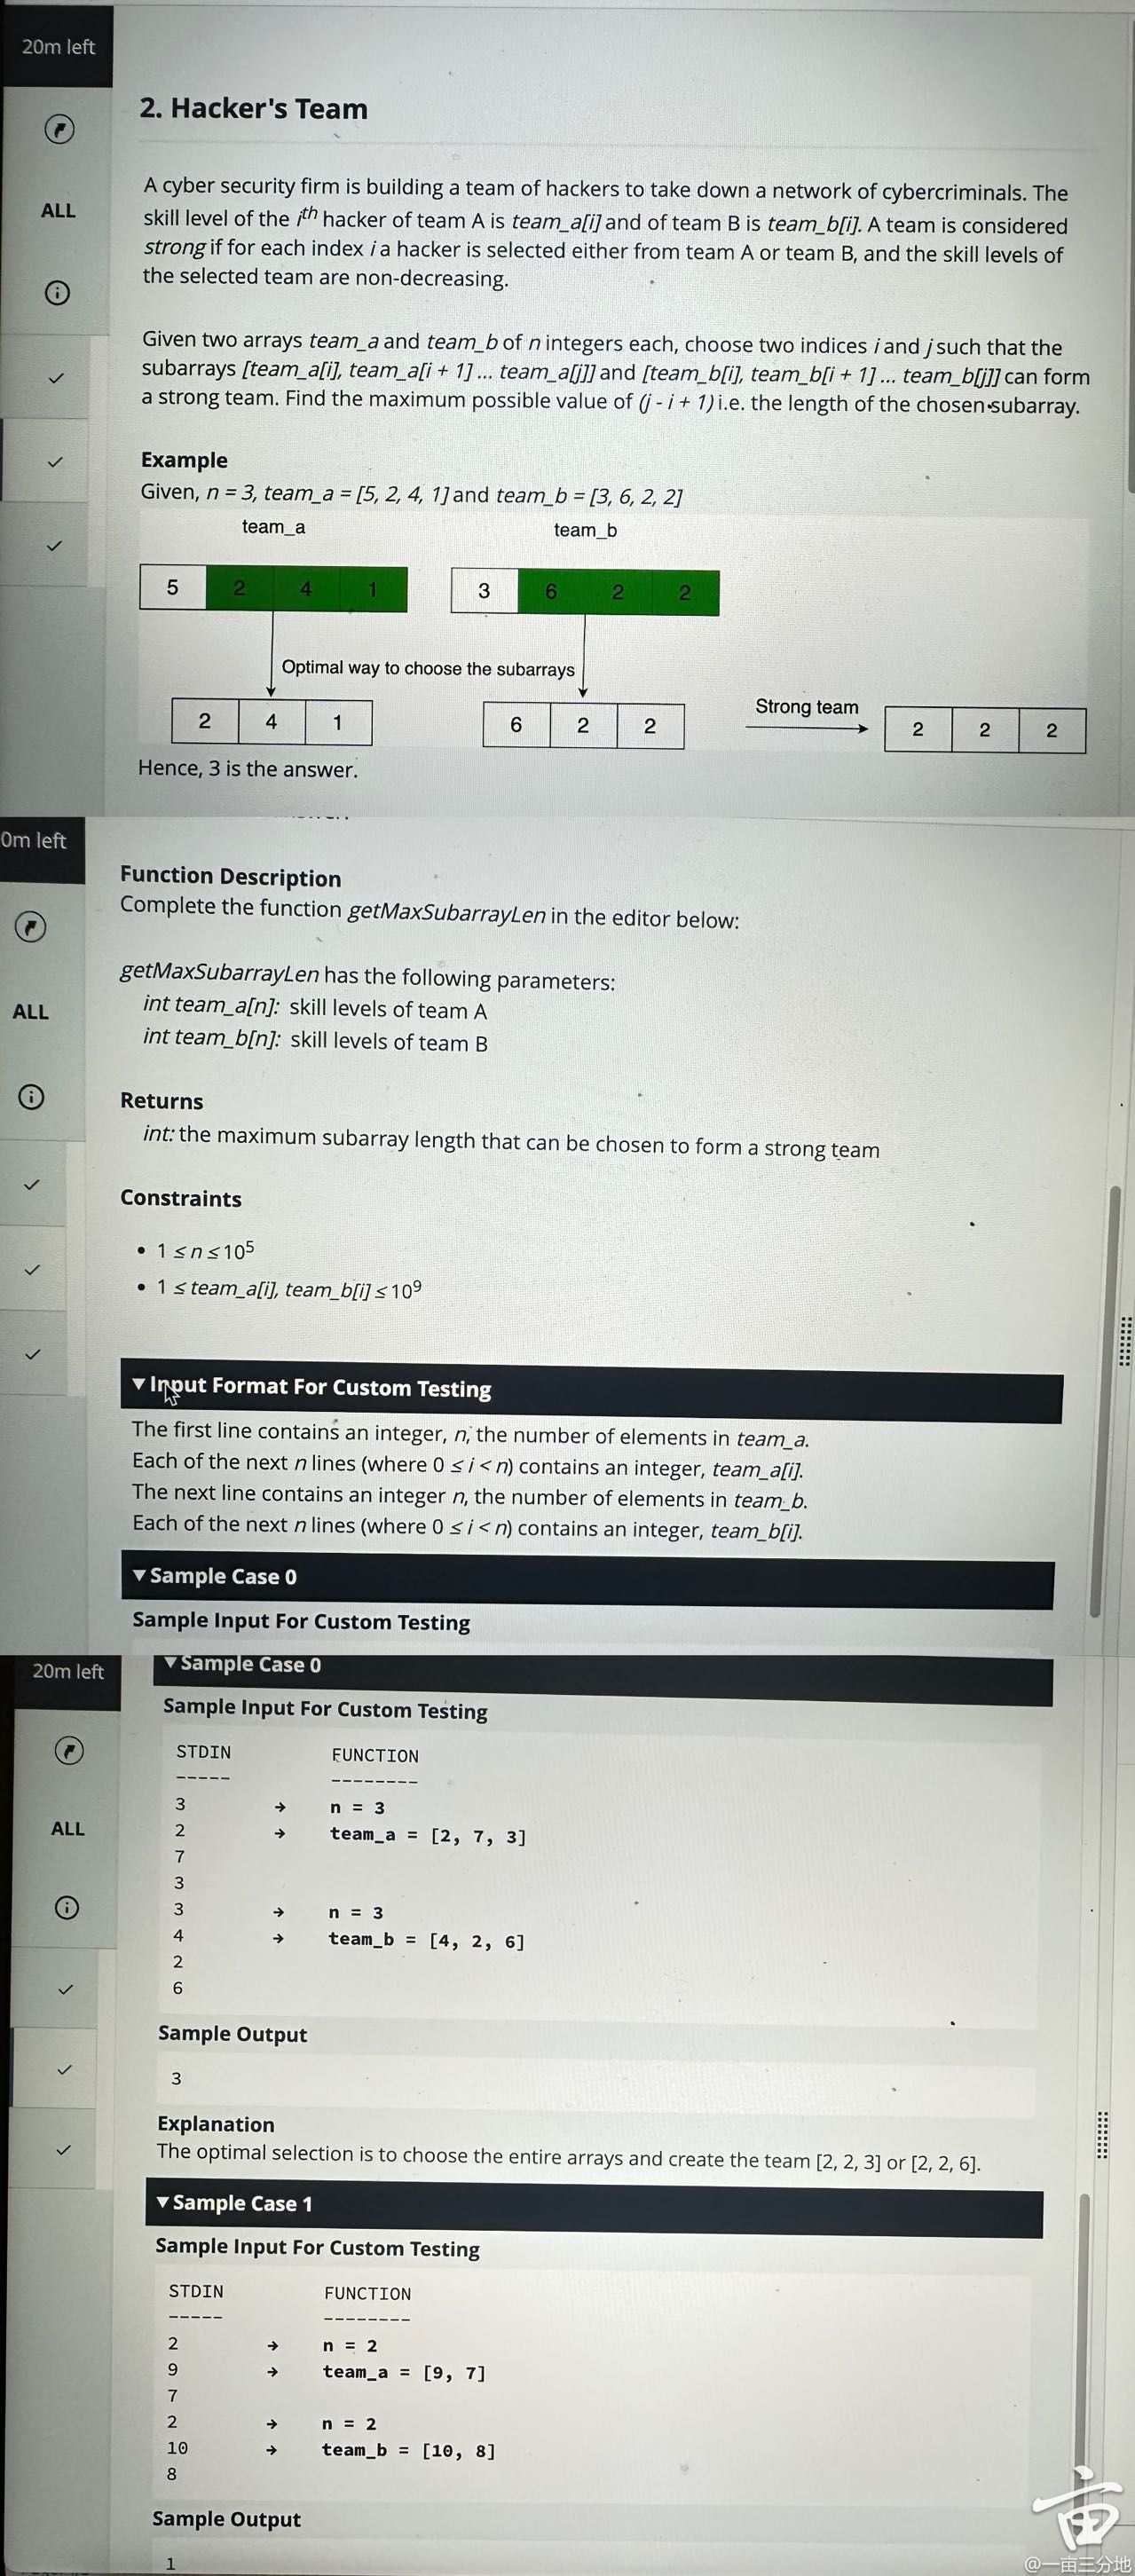 20m left
2. Hacker's Team
A cyber security firm is building a team of hackers to take down a network of cybercriminals. The
skill level of the ith hacker of team A is team_a[i] and of team B is team_b[i]. A team is considered
ALL
strong if for each index i a hacker is selected either from team A or team B, and the skill levels of
the selected team are non-decreasing.
Given two arrays team_a and team_b of n integers each, choose two indices i and j such that the
subarrays [team_a[i], team_a[i + 1] ... team_a[j]] and [team_b[i], team_b[i + 1] ... team_b[j]] can form
a strong team. Find the maximum possible value of (j - i + 1) i.e. the length of the chosen subarray.
Example
Given, n = 3, team_a = [5, 2, 4, 1] and team_b = [3, 6, 2, 2]
team_a team_b
5 2 4 1 3 6 2 2
Optimal way to choose the subarrays
Strong team
2 4 1 6 2 2 2 2 2
Hence, 3 is the answer.
0m left
Function Description
Complete the function getMaxSubarrayLen in the editor below:
getMaxSubarrayLen has the following parameters:
ALL
int team_a[n]: skill levels of team A
int team_b[n]: skill levels of team B
Returns
int: the maximum subarray length that can be chosen to form a strong team
Constraints
• 1 ≤ n ≤ 10^5
• 1 ≤ team_a[i], team_b[i] ≤ 10^9
▼ Input Format For Custom Testing
The first line contains an integer, n, the number of elements in team_a.
Each of the next n lines (where 0 ≤ i < n) contains an integer, team_a[i].
The next line contains an integer n, the number of elements in team_b.
Each of the next n lines (where 0 ≤ i < n) contains an integer, team_b[i].
▼ Sample Case 0
Sample Input For Custom Testing
20m left
▼ Sample Case 0
Sample Input For Custom Testing
STDIN FUNCTION
----- --------
3 → n = 3
ALL
2 → team_a = [2, 7, 3]
7
3
3 → n = 3
4 → team_b = [4, 2, 6]
2
6
Sample Output
3
Explanation
The optimal selection is to choose the entire arrays and create the team [2, 2, 3] or [2, 2, 6].
▼ Sample Case 1
Sample Input For Custom Testing
STDIN FUNCTION
----- --------
2 → n = 2
9 → team_a = [9, 7]
7
2 → n = 2
10 → team_b = [10, 8]
8
Sample Output
1
亩
@一亩三分地